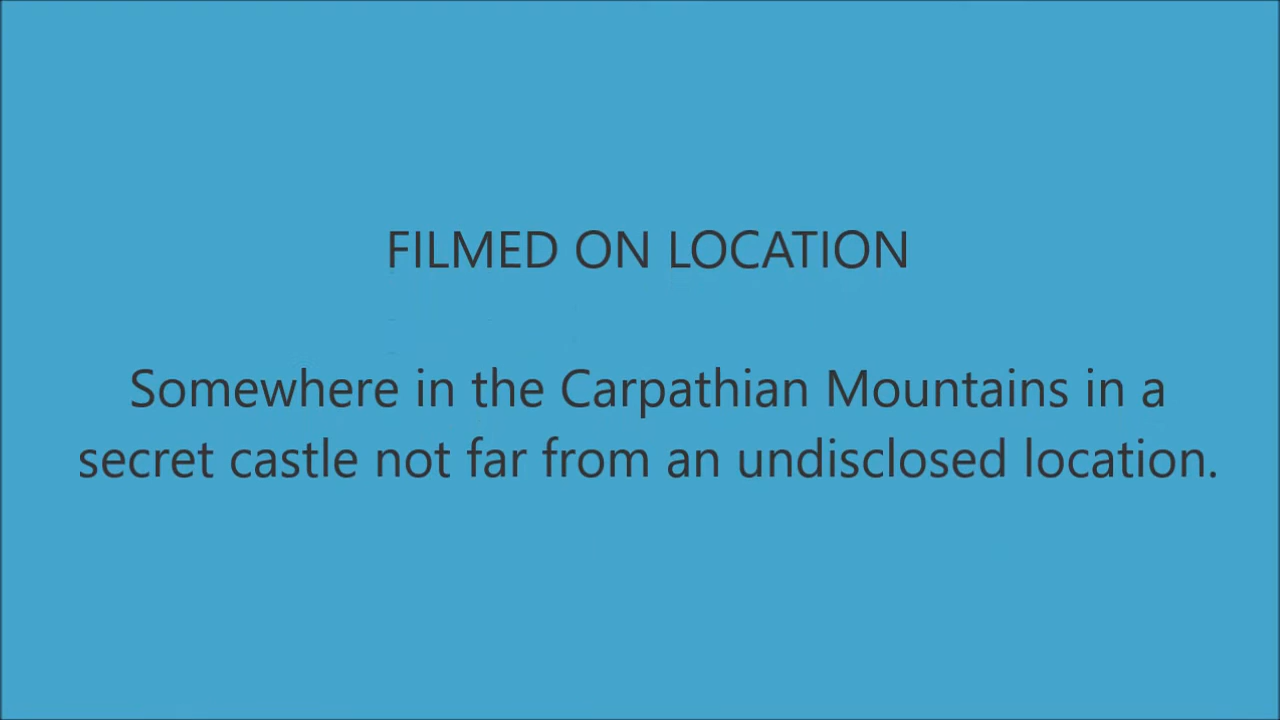 FILMED ON LOCATION
Somewhere in the Carpathian Mountains in a
secret castle not far from an undisclosed location.